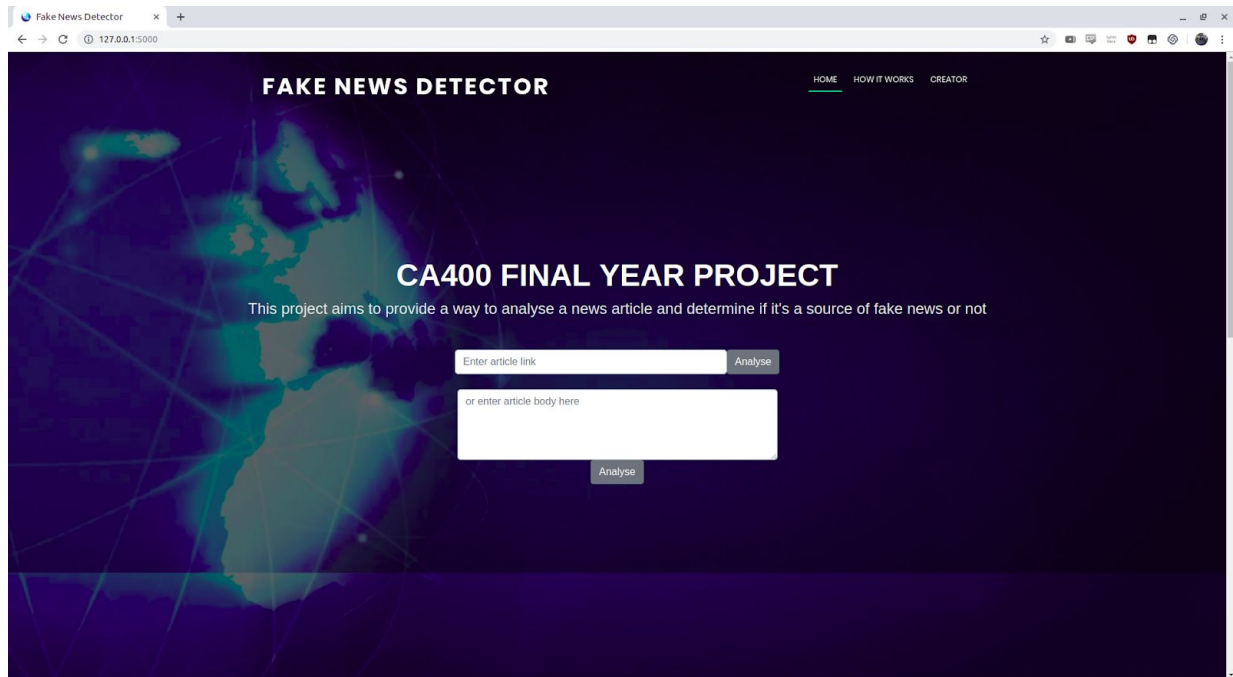 Fake News Detector
127.0.0.1:5000
FAKE NEWS DETECTOR
HOME HOW IT WORKS CREATOR
CA400 FINAL YEAR PROJECT
This project aims to provide a way to analyse a news article and determine if it's a source of fake news or not
Enter article link Analyse
or enter article body here
Analyse